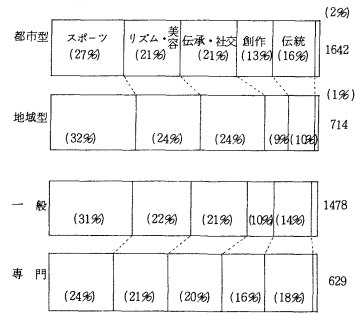 (2%)
都市型 スポーツ リズム・美容 伝承・社交 創作 伝統 1642
(27%) (21%) (21%) (13%) (16%)
(1%)
地域型 714
(32%) (24%) (24%) (9%) (10%)
一般 1478
(31%) (22%) (21%) (10%) (14%)
専門 629
(24%) (21%) (20%) (16%) (18%)